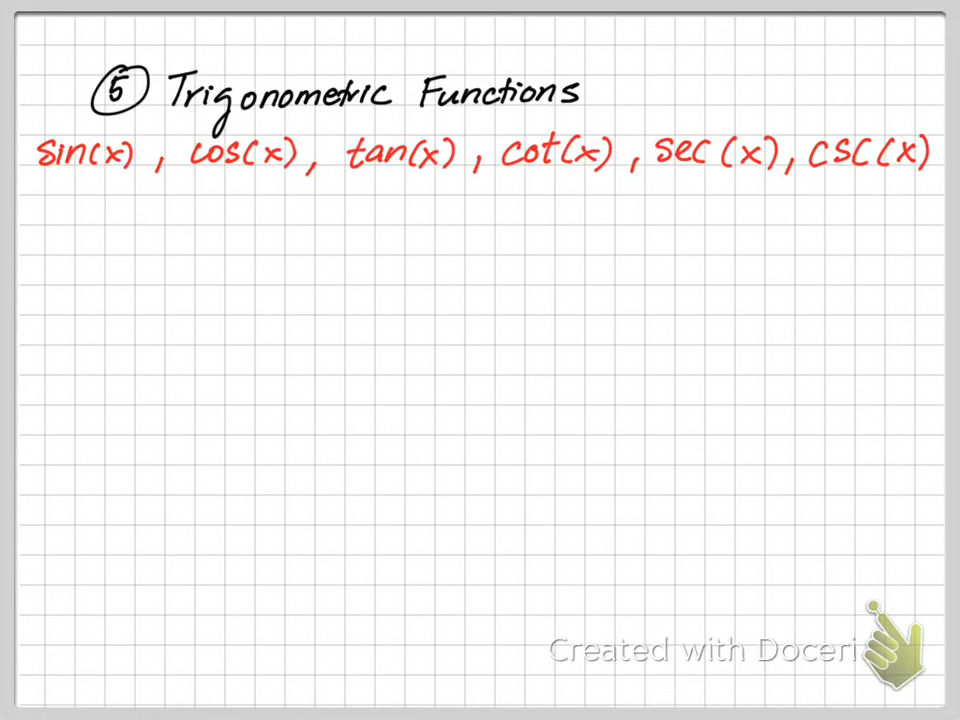 ⑤ Trigonometric Functions
sin(x) , cos(x) , tan(x) , cot(x) , sec (x) , csc(x)
Created with Doceri